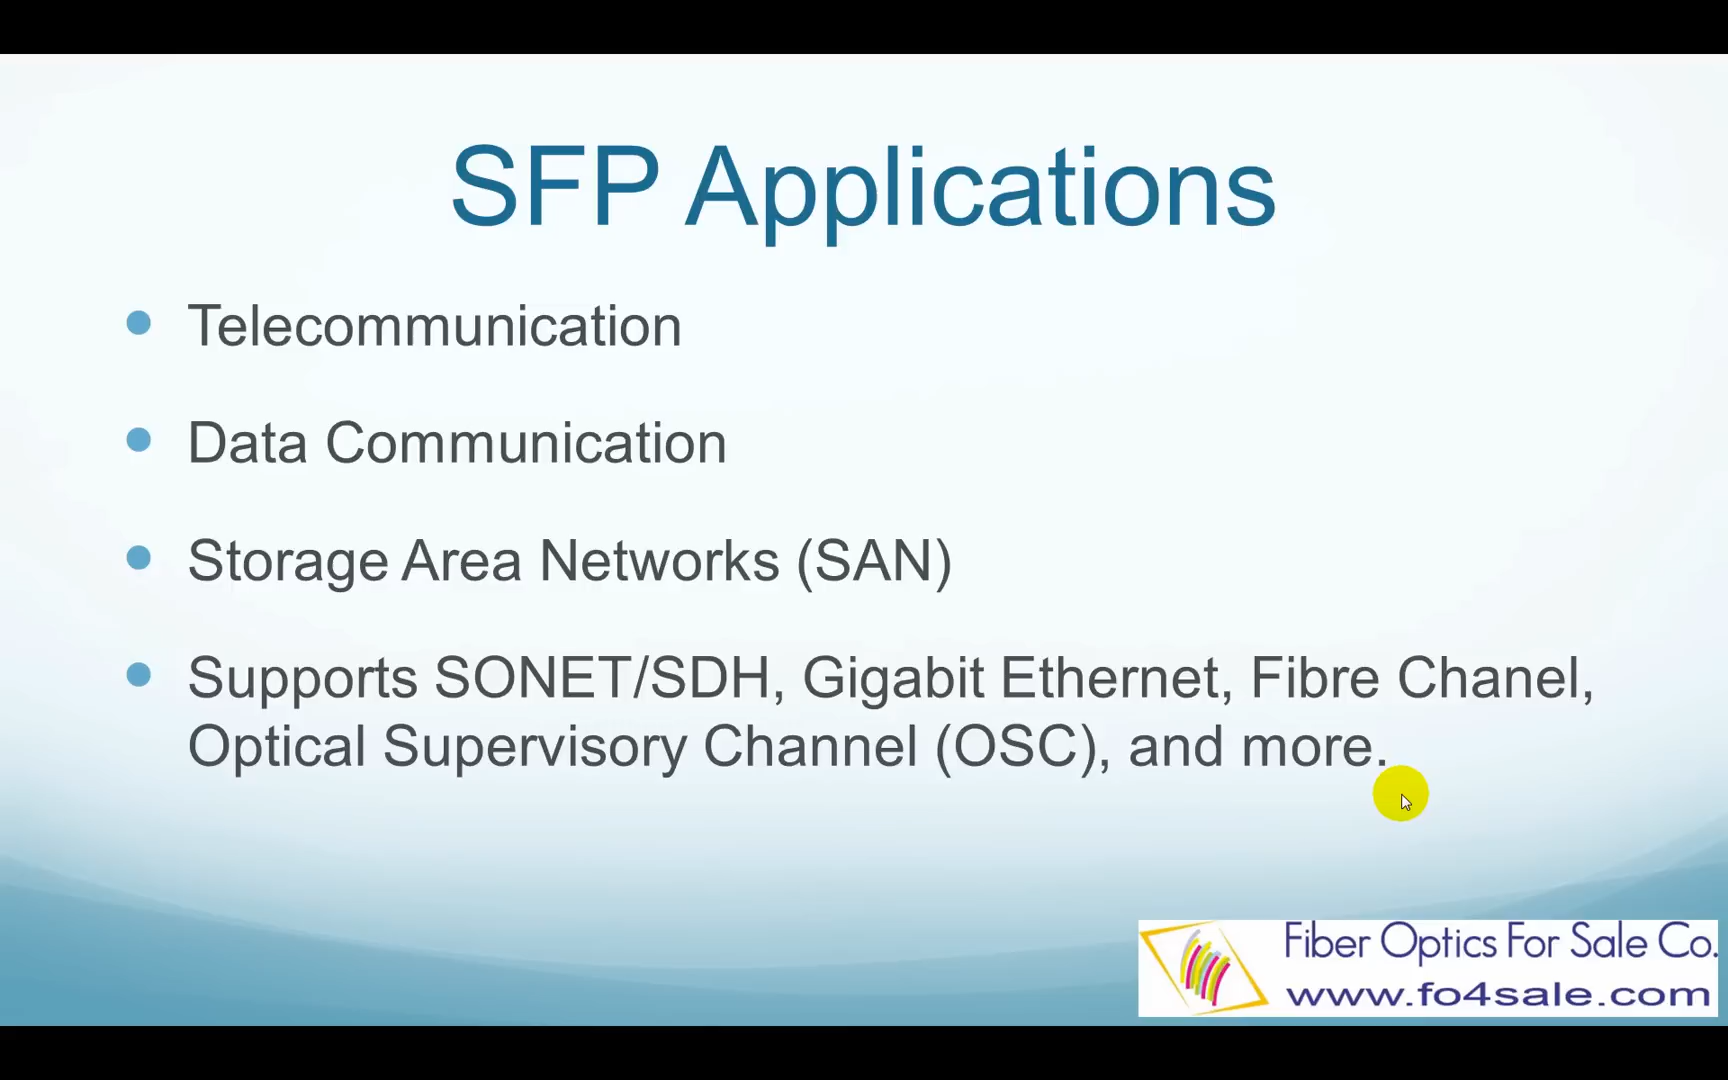 SFP Applications
Telecommunication
Data Communication
Storage Area Networks (SAN)
Supports SONET/SDH, Gigabit Ethernet, Fibre Chanel,
Optical Supervisory Channel (OSC), and more.
Fiber Optics For Sale Co.
www.fo4sale.com